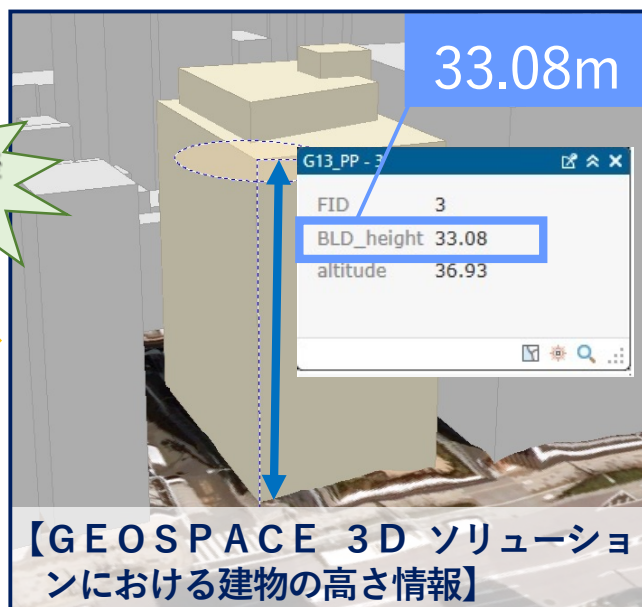 33.08m
G13_PP - 3
FID 3
BLD_height 33.08
altitude 36.93
【GEOSPACE 3D ソリューショ
ンにおける建物の高さ情報】